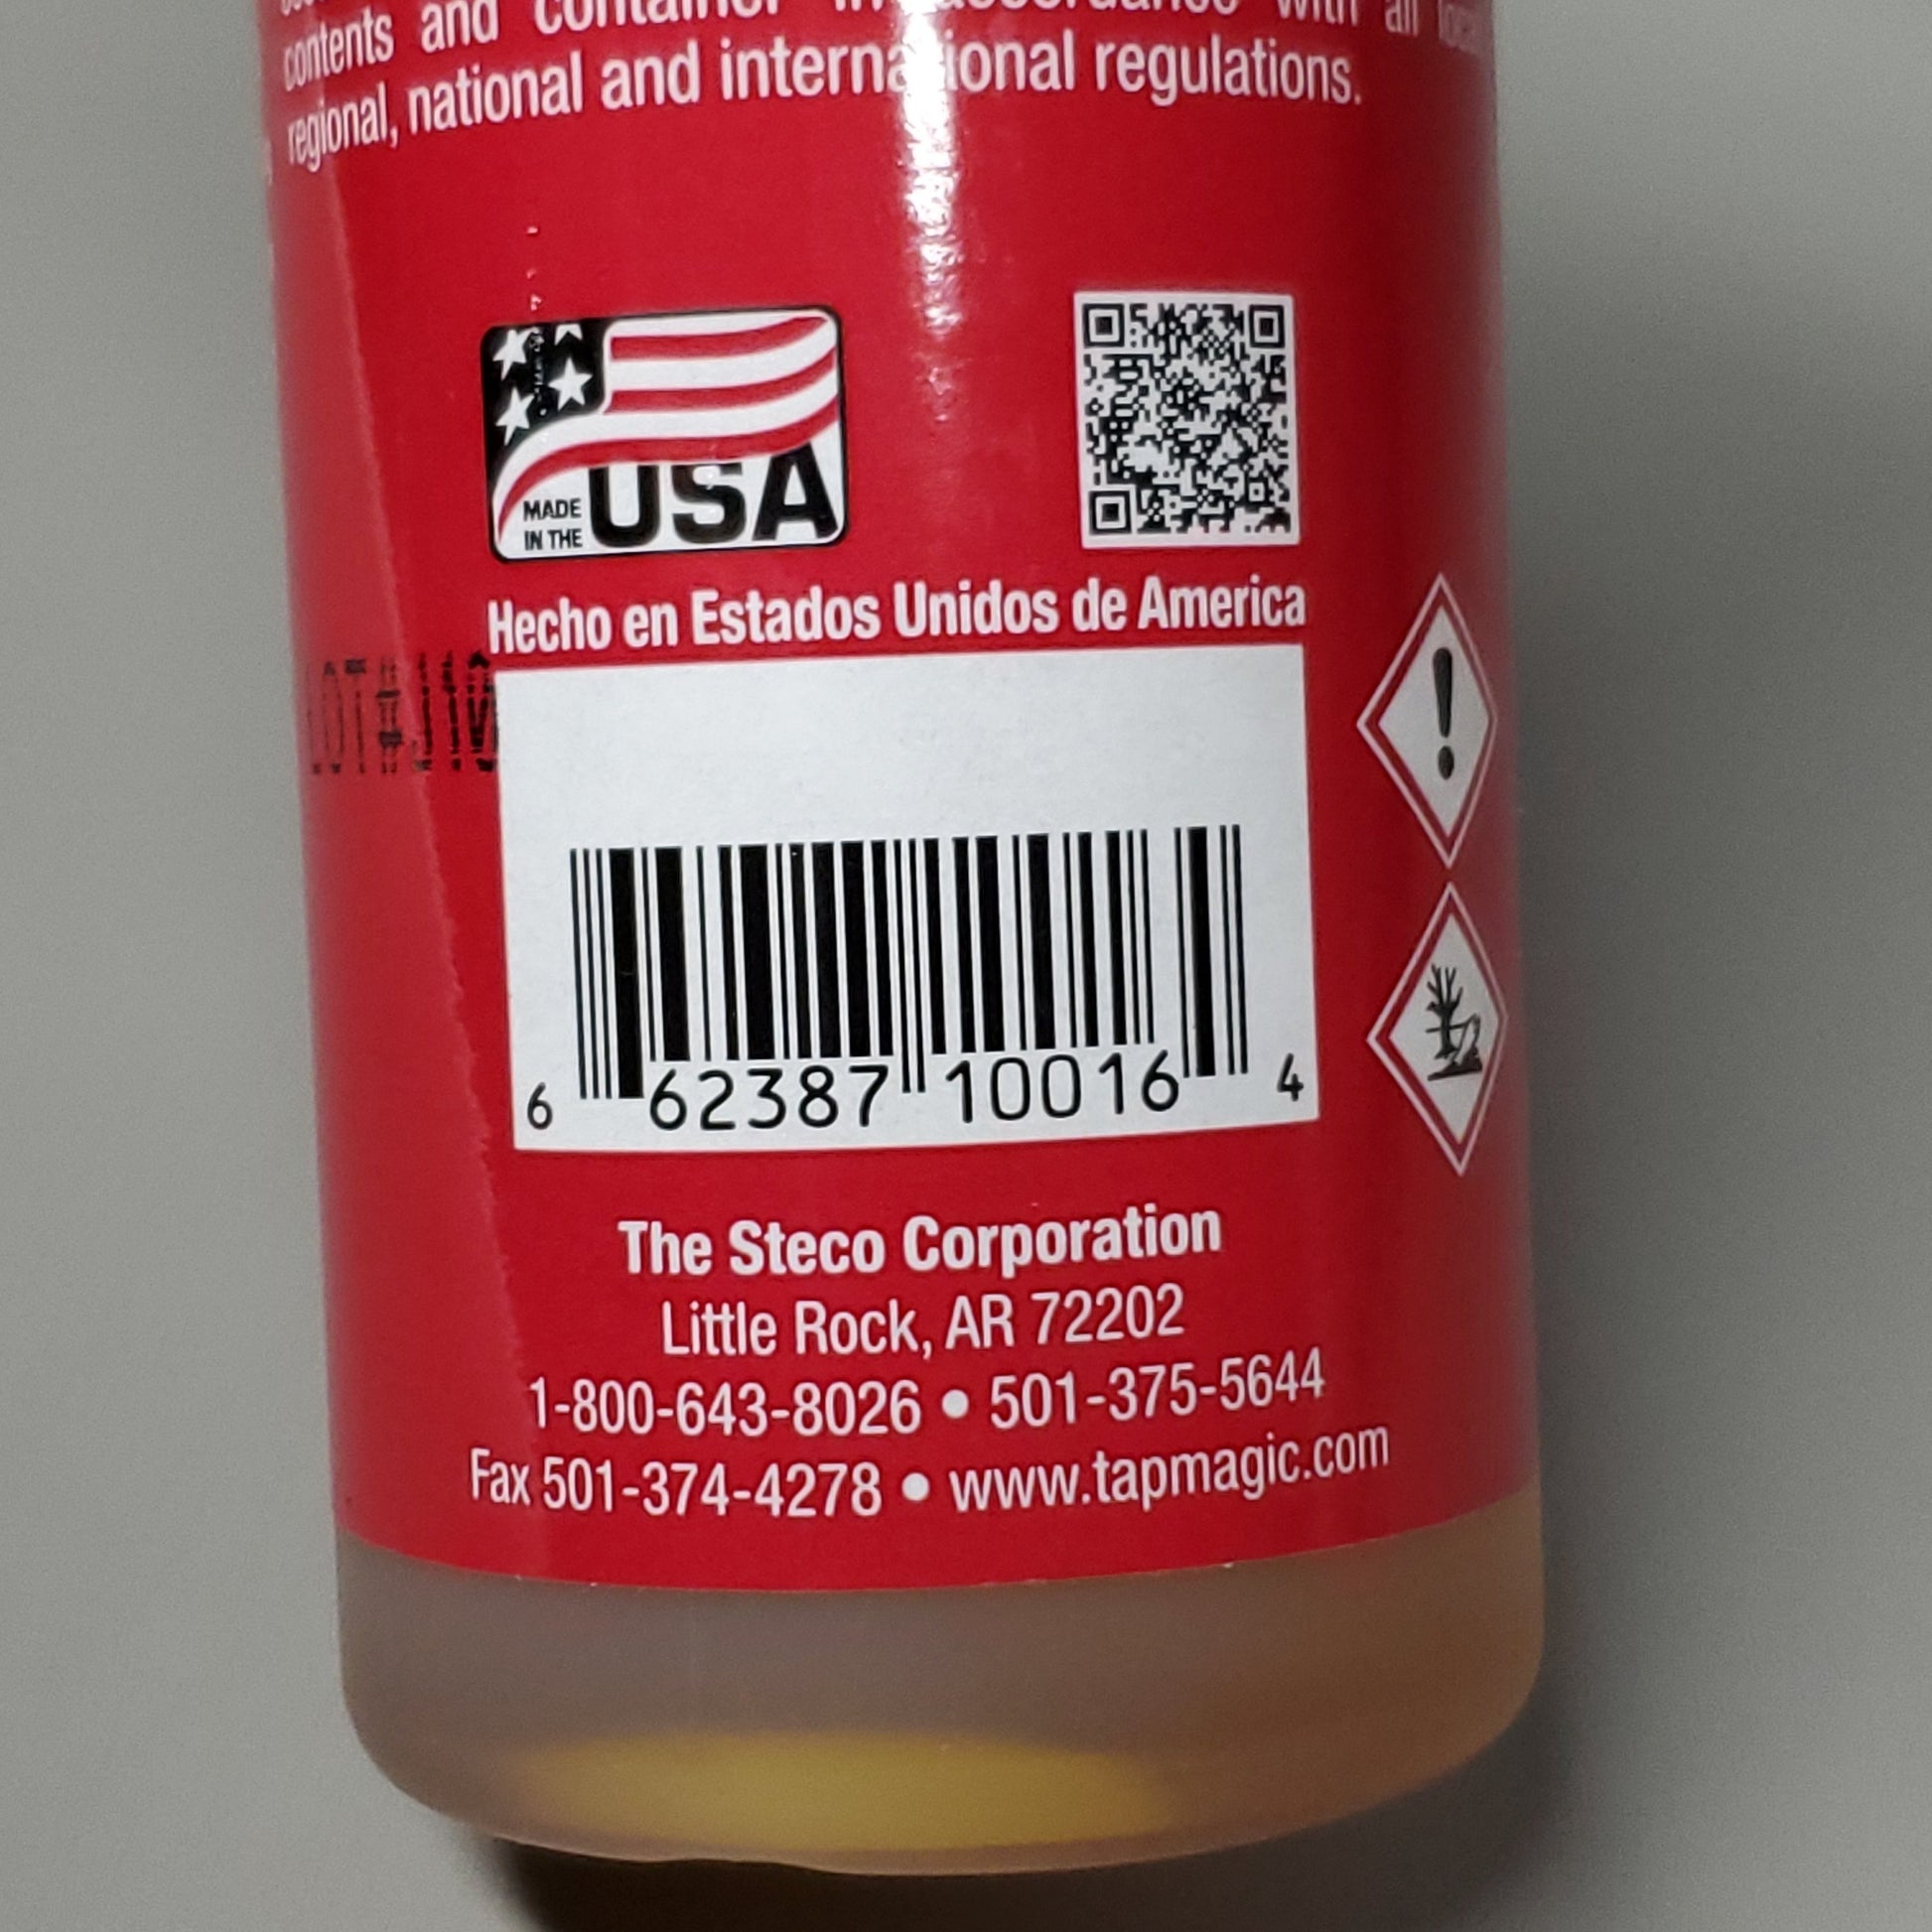 contents and container in accordance with all local,
regional, national and international regulations.
MADE
IN THE USA
Hecho en Estados Unidos de America
LOT#J10
6 62387 10016 4
The Steco Corporation
Little Rock, AR 72202
1-800-643-8026 • 501-375-5644
Fax 501-374-4278 • www.tapmagic.com